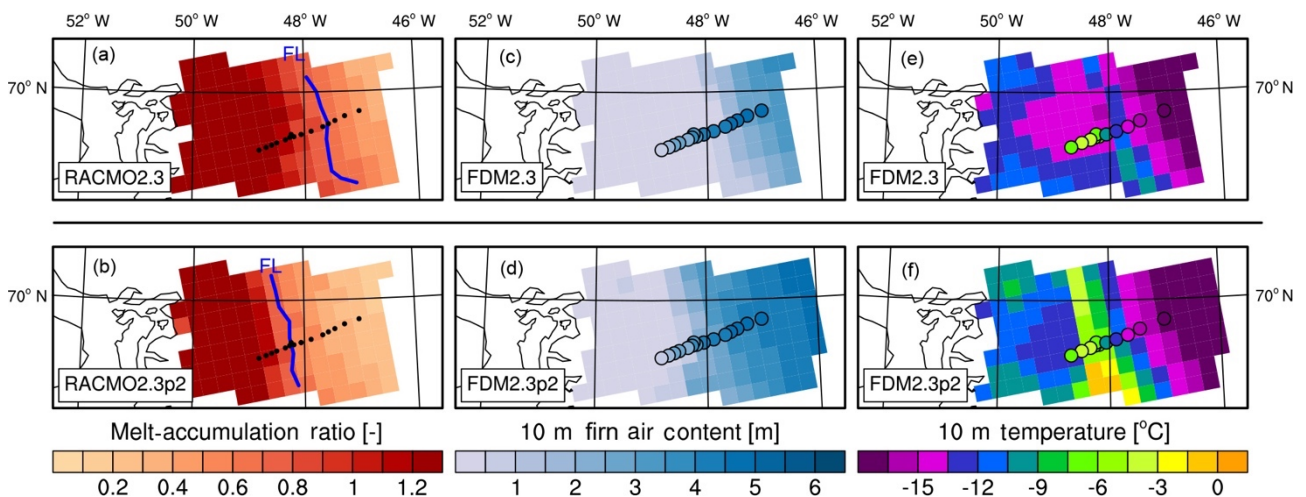 52° W 50° W 48° W 46° W 52° W 50° W 48° W 46° W 52° W 50° W 48° W 46° W
(a) FL (c) (e)
70° N 70° N
RACMO2.3 FDM2.3 FDM2.3
(b) FL (d) (f)
70° N 70° N
RACMO2.3p2 FDM2.3p2 FDM2.3p2
Melt-accumulation ratio [-] 10 m firn air content [m] 10 m temperature [°C]
0.2 0.4 0.6 0.8 1 1.2 1 2 3 4 5 6 -15 -12 -9 -6 -3 0